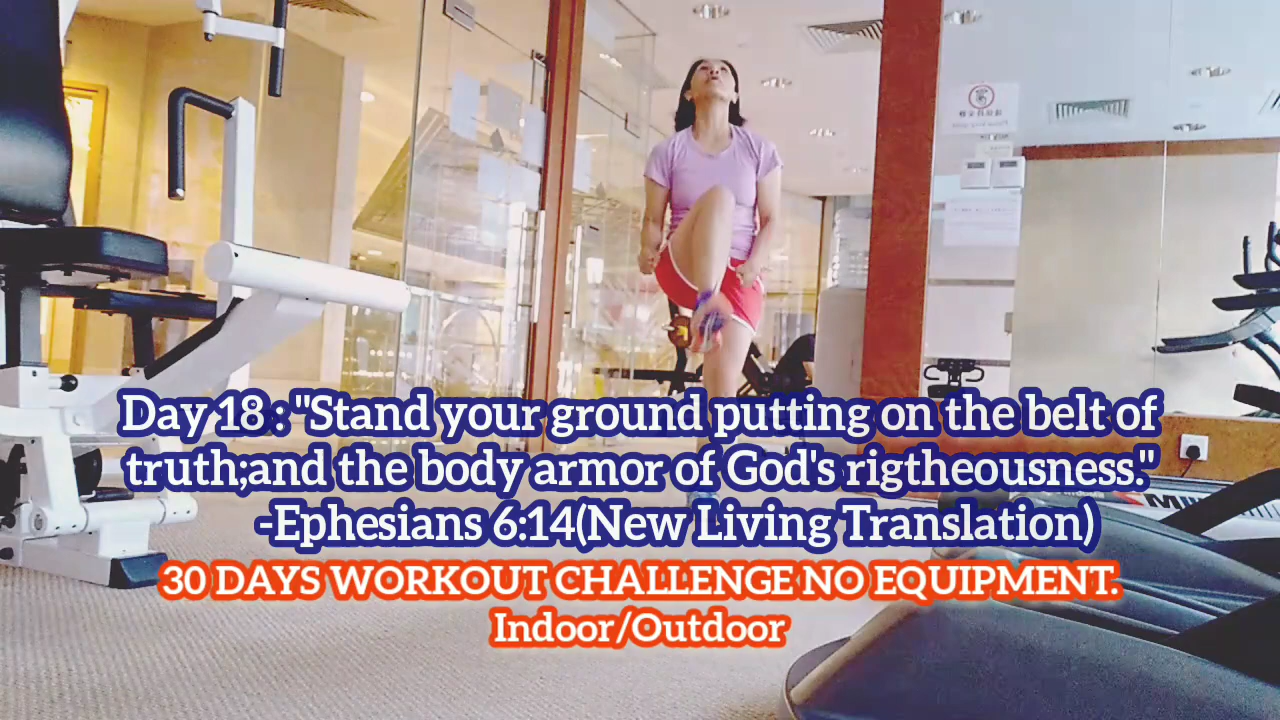 Day 18 : "Stand your ground putting on the belt of
truth;and the body armor of God's rigtheousness."
-Ephesians 6:14(New Living Translation)
30 DAYS WORKOUT CHALLENGE NO EQUIPMENT.
Indoor/Outdoor